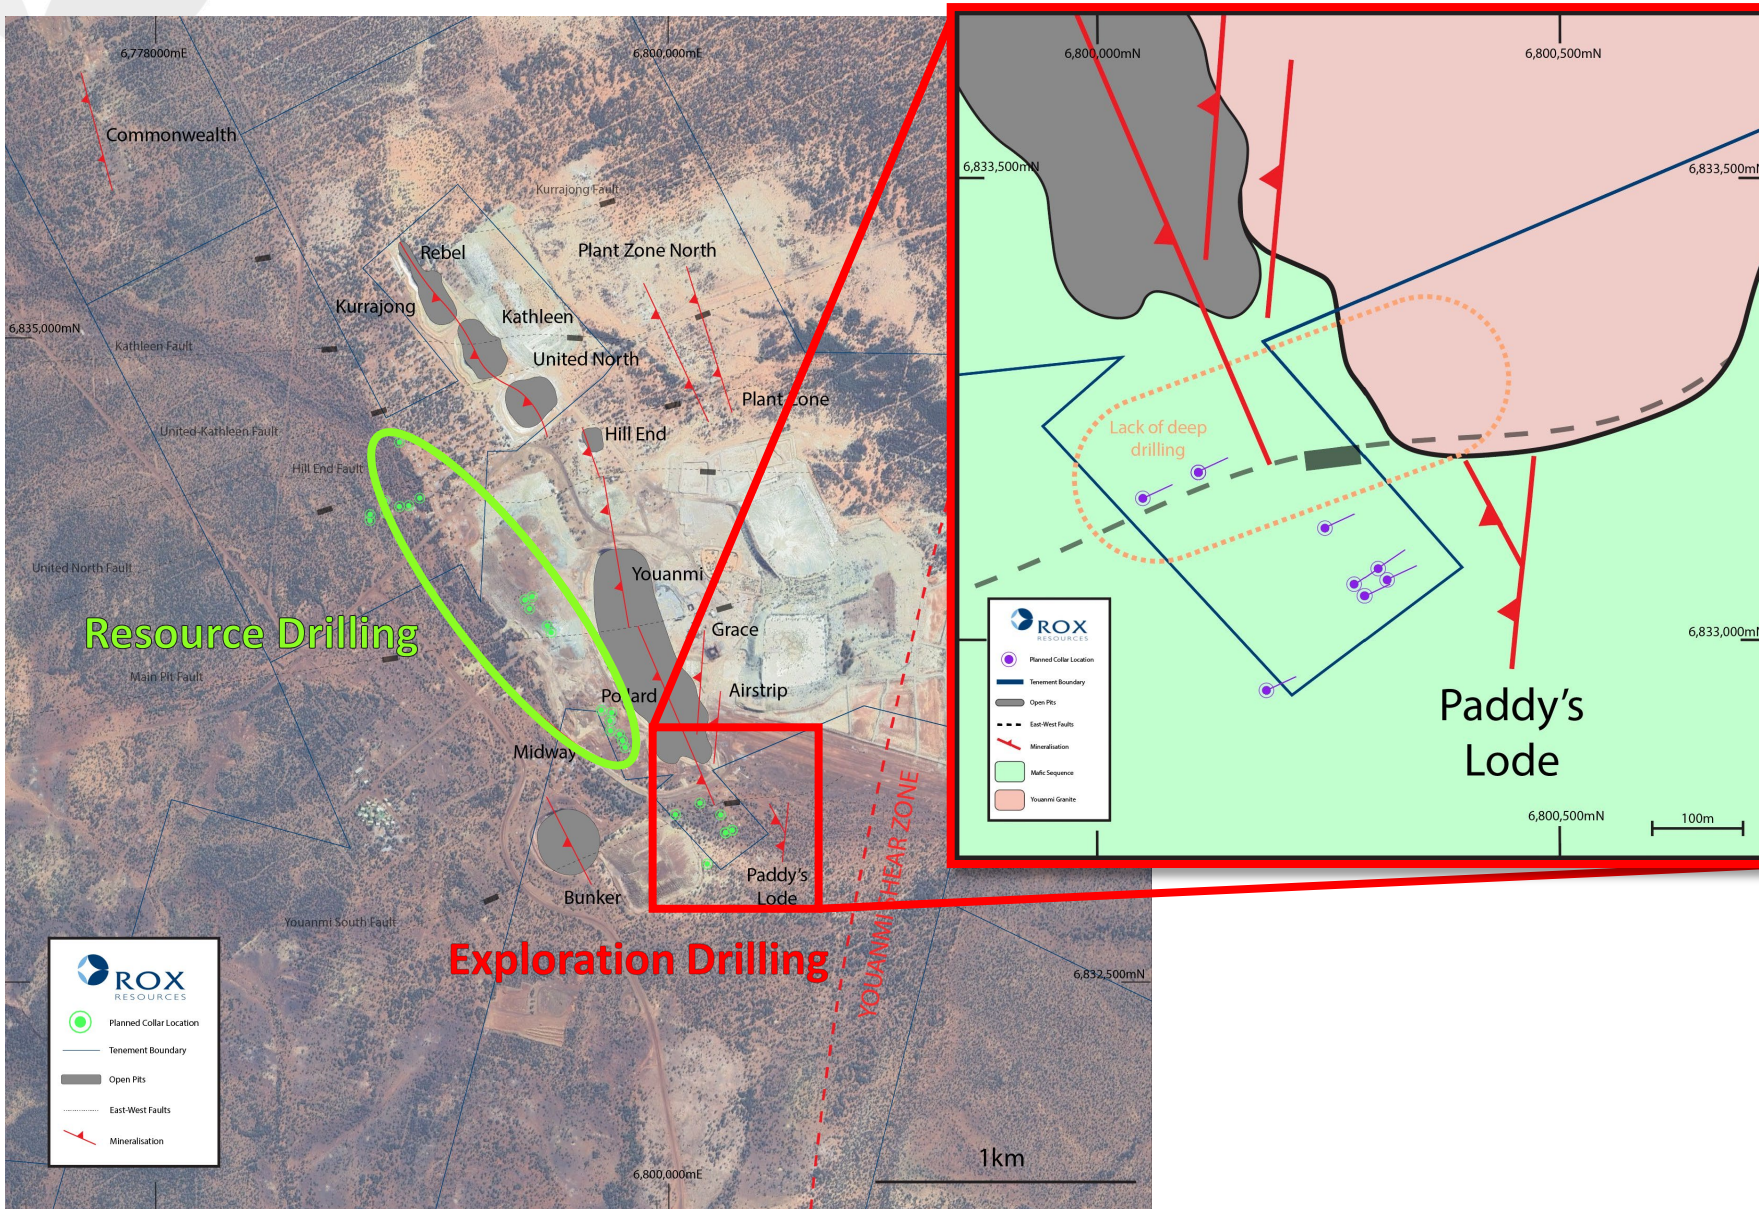 6,778000mE
6,800,000mE
Commonwealth
Kurrajong Fault
Rebel
Plant Zone North
Kurrajong
Kathleen
6,835,000mN
Kathleen Fault
United North
Plant Zone
United-Kathleen Fault
Hill End
Hill End Fault
United North Fault
Youanmi
Resource Drilling
Grace
Main Pit Fault
Pollard
Airstrip
Midway
Paddy's
Lode
Bunker
Youanmi South Fault
Exploration Drilling
YOUANMI SHEAR ZONE
6,832,500mN
6,800,000mE
1km
ROX
RESOURCES
Planned Collar Location
Tenement Boundary
Open Pits
East-West Faults
Mineralisation
6,800,000mN
6,800,500mN
6,833,500mN
6,833,500mN
Lack of deep
drilling
6,833,000mN
Paddy's
Lode
6,800,500mN
100m
ROX
RESOURCES
Planned Collar Location
Tenement Boundary
Open Pits
East-West Faults
Mineralisation
Mafic Sequence
Youanmi Granite